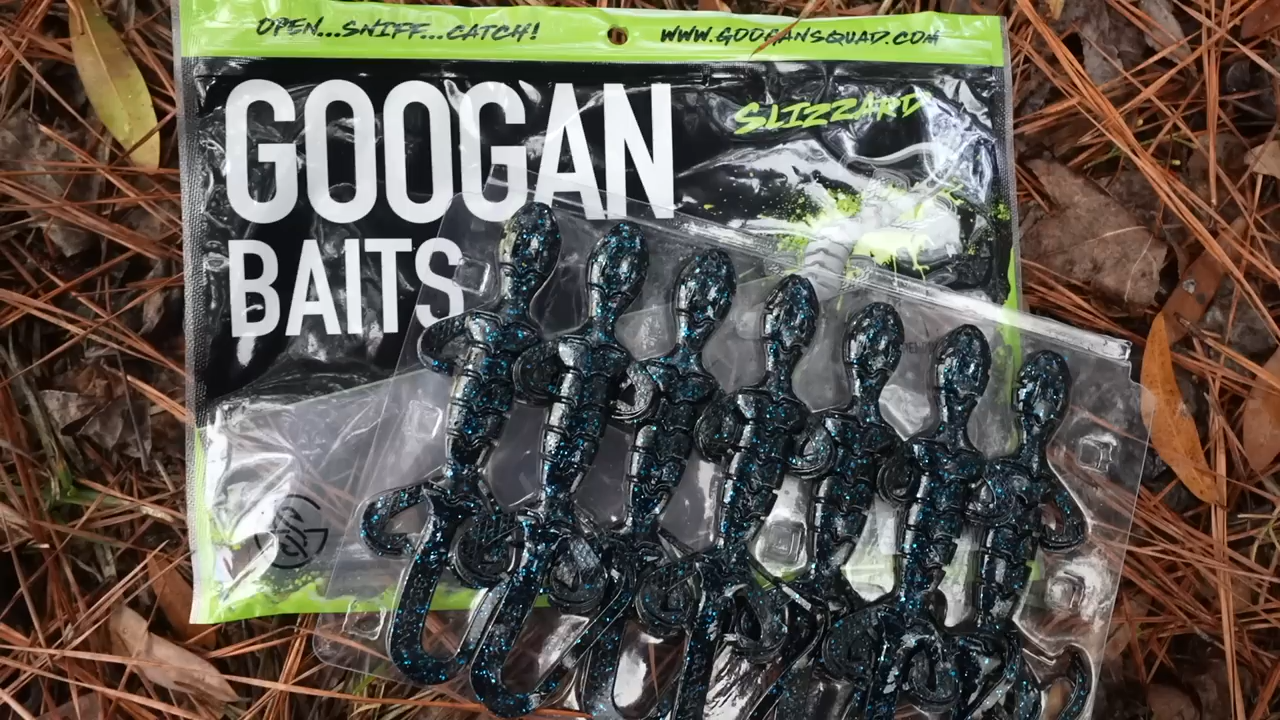 OPEN...SNIFF...CATCH!
WWW.GOOGANSQUAD.COM
GOOGAN
BAITS
SLIZZARD